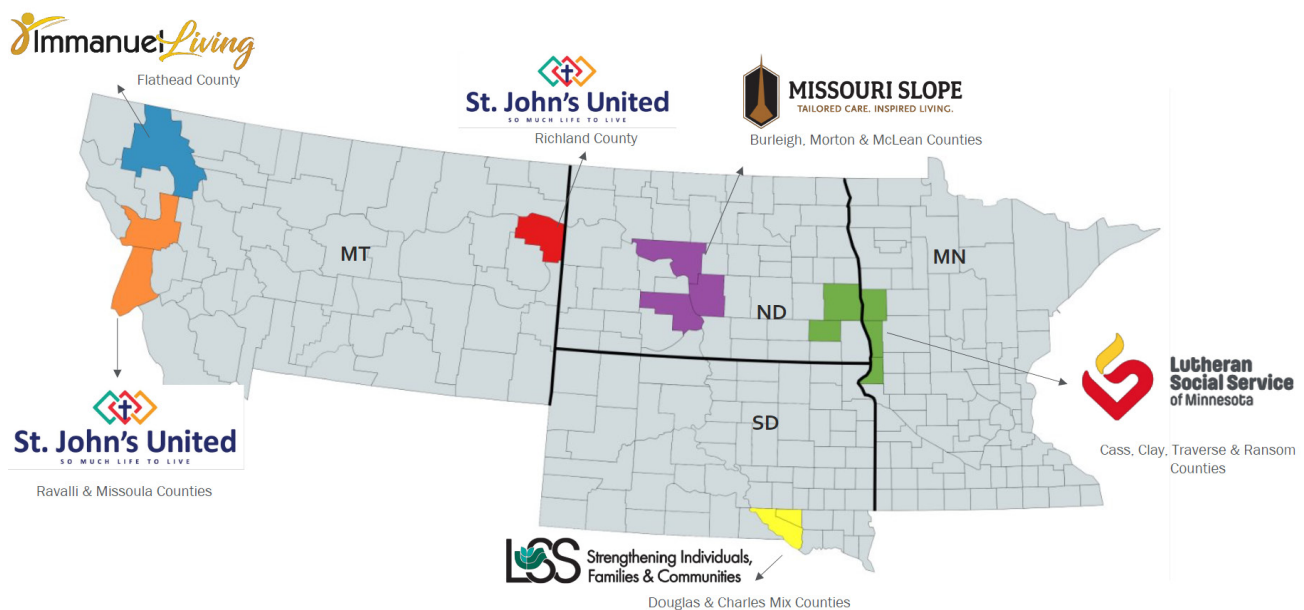 Immanuel Living
Flathead County
St. John's United
SO MUCH LIFE TO LIVE
Richland County
MISSOURI SLOPE
TAILORED CARE. INSPIRED LIVING.
Burleigh, Morton & McLean Counties
MT
ND
MN
SD
St. John's United
SO MUCH LIFE TO LIVE
Ravalli & Missoula Counties
Lutheran
Social Service
of Minnesota
Cass, Clay, Traverse & Ransom
Counties
LSS
Strengthening Individuals,
Families & Communities
Douglas & Charles Mix Counties